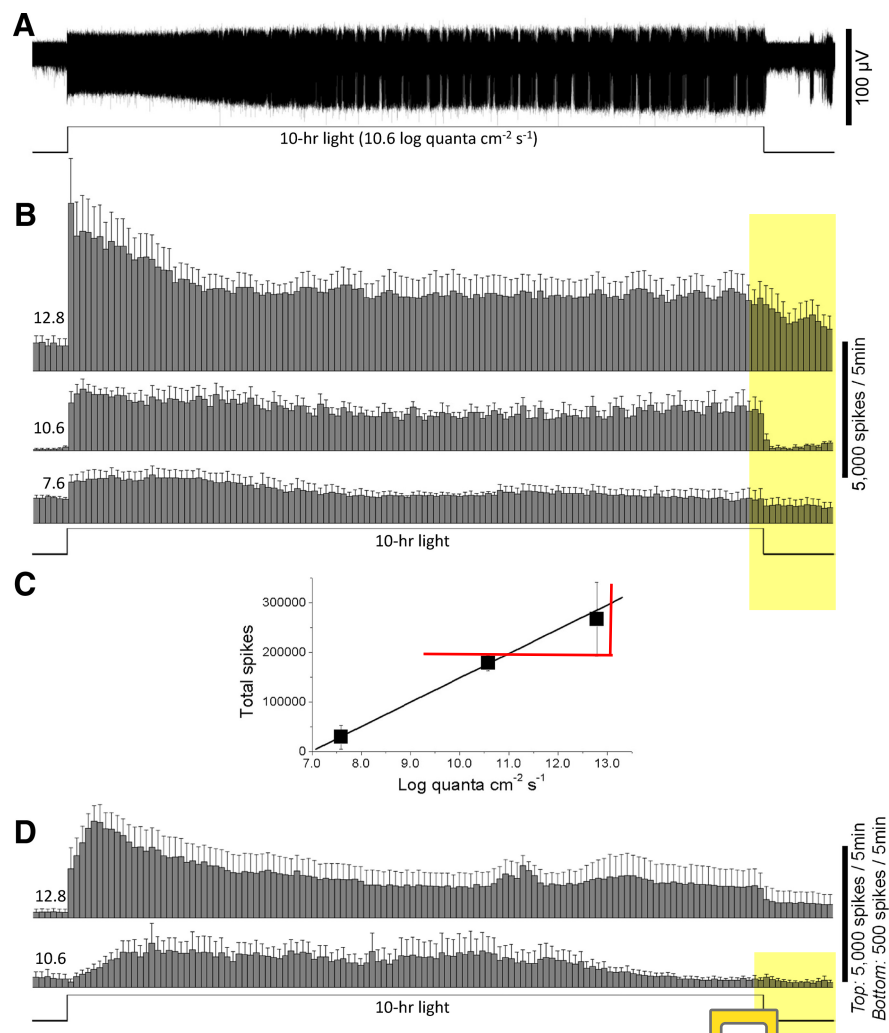 A
100 µV
10-hr light (10.6 log quanta cm-2 s-1)
B
12.8
10.6
7.6
5,000 spikes / 5min
10-hr light
C
Total spikes
300000
200000
100000
0
7.0 8.0 9.0 10.0 11.0 12.0 13.0
Log quanta cm-2 s-1
D
12.8
10.6
Top: 5,000 spikes / 5min
Bottom: 500 spikes / 5min
10-hr light